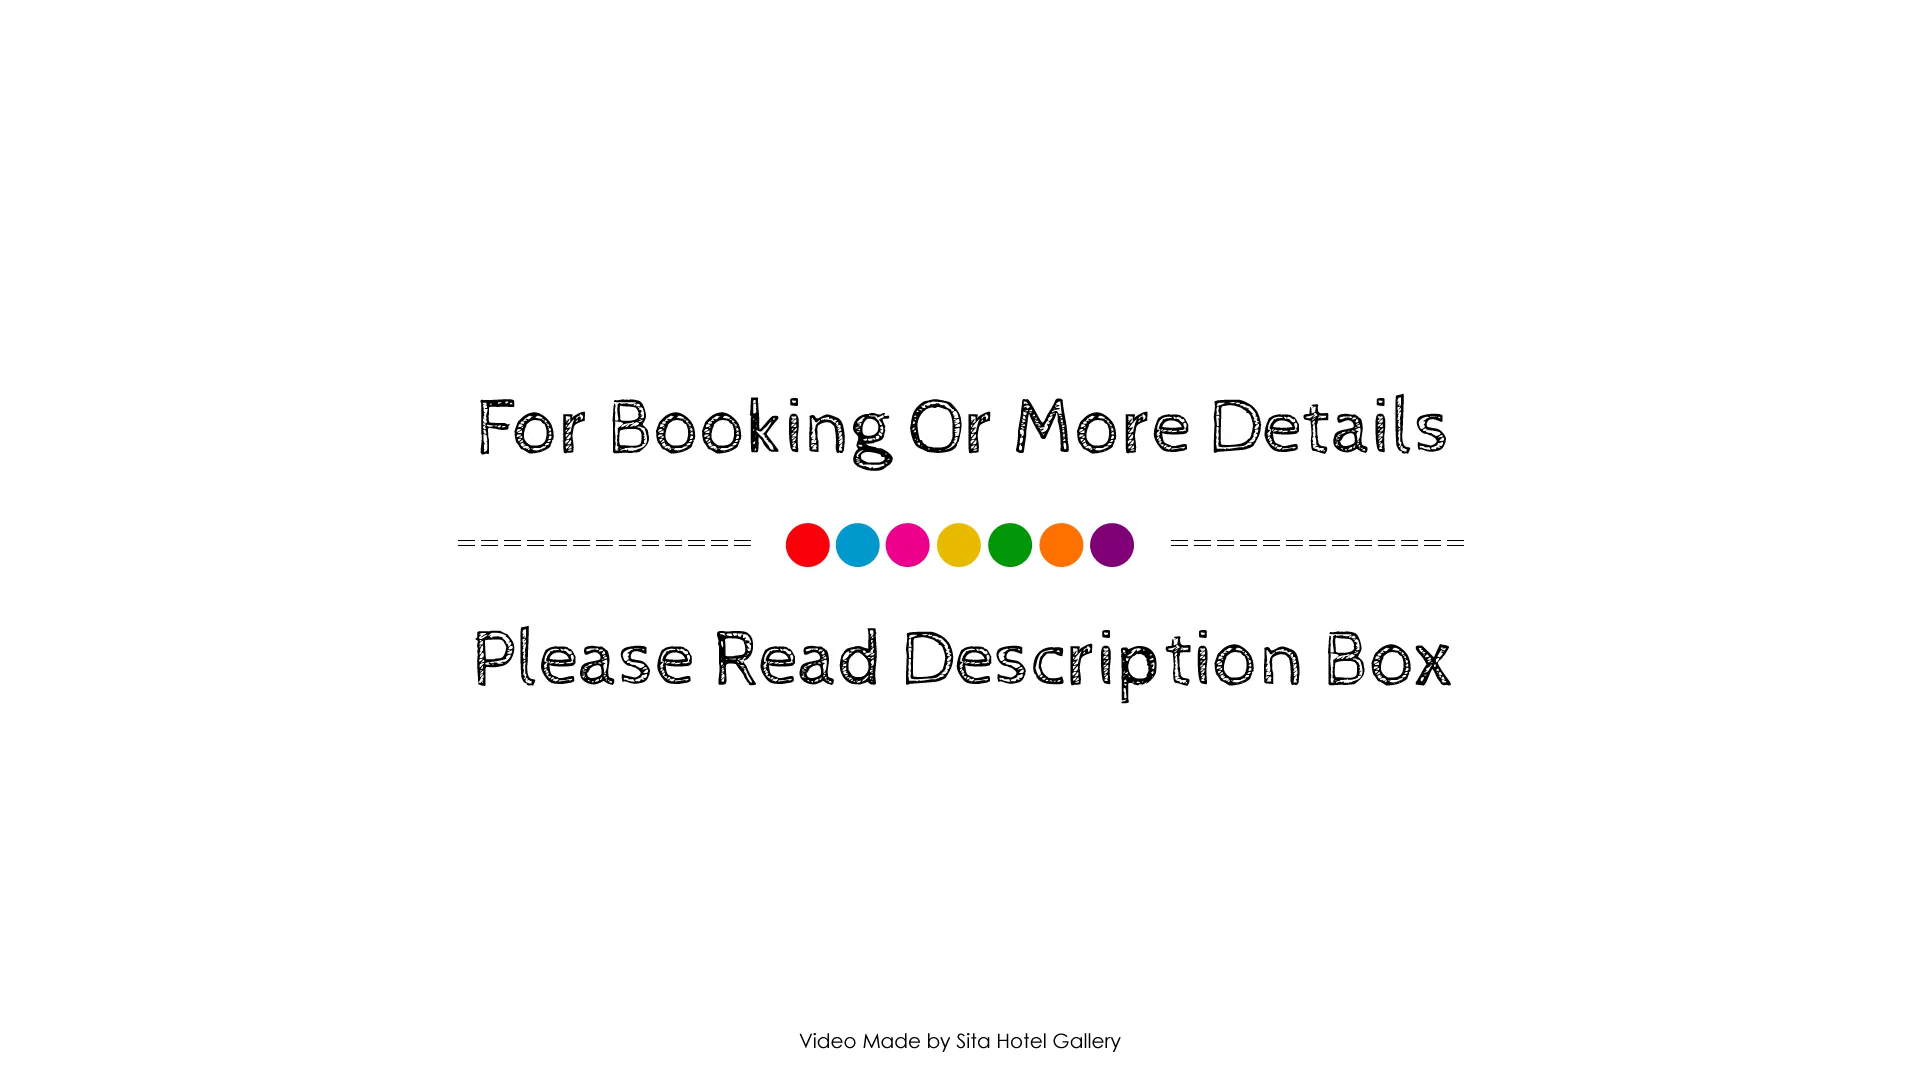 For Booking Or More Details
============= =============
Please Read Description Box
Video Made by Sita Hotel Gallery